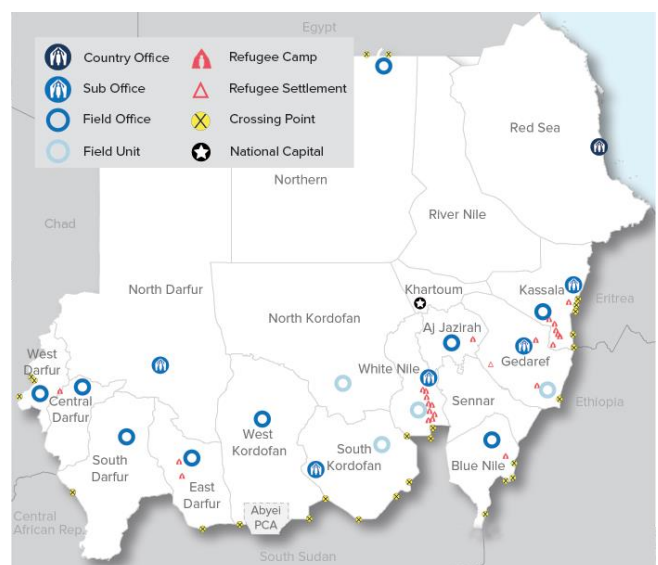 Egypt
Country Office
Refugee Camp
Sub Office
Refugee Settlement
Field Office
Crossing Point
Field Unit
National Capital
Red Sea
Northern
River Nile
Chad
Khartoum
Kassala
North Darfur
North Kordofan
Eritrea
Aj Jazirah
West
Darfur
White Nile
Gedaref
Central
Darfur
Sennar
Ethiopia
West
Kordofan
South
Kordofan
South
Darfur
Blue Nile
East
Darfur
Abyei
PCA
Central
African Rep.
South Sudan